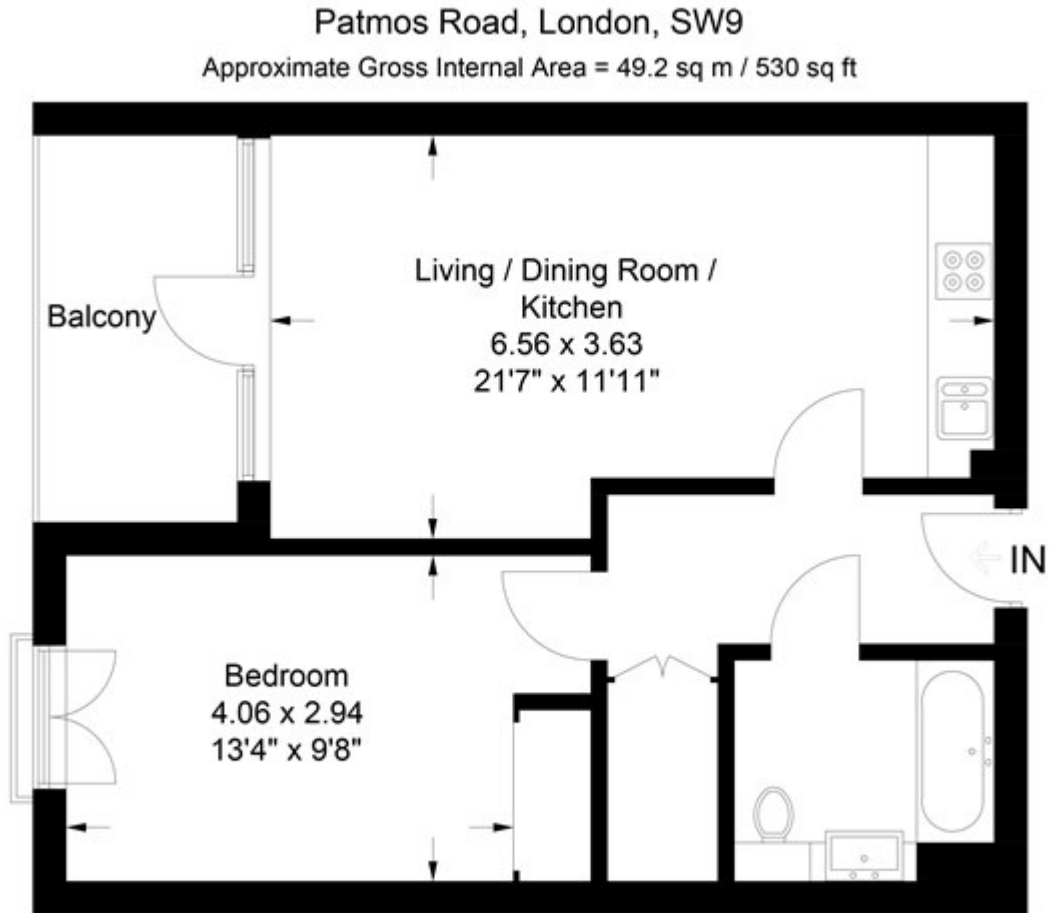 Patmos Road, London, SW9
Approximate Gross Internal Area = 49.2 sq m / 530 sq ft
Living / Dining Room /
Kitchen
6.56 x 3.63
21'7" x 11'11"
Balcony
IN
Bedroom
4.06 x 2.94
13'4" x 9'8"